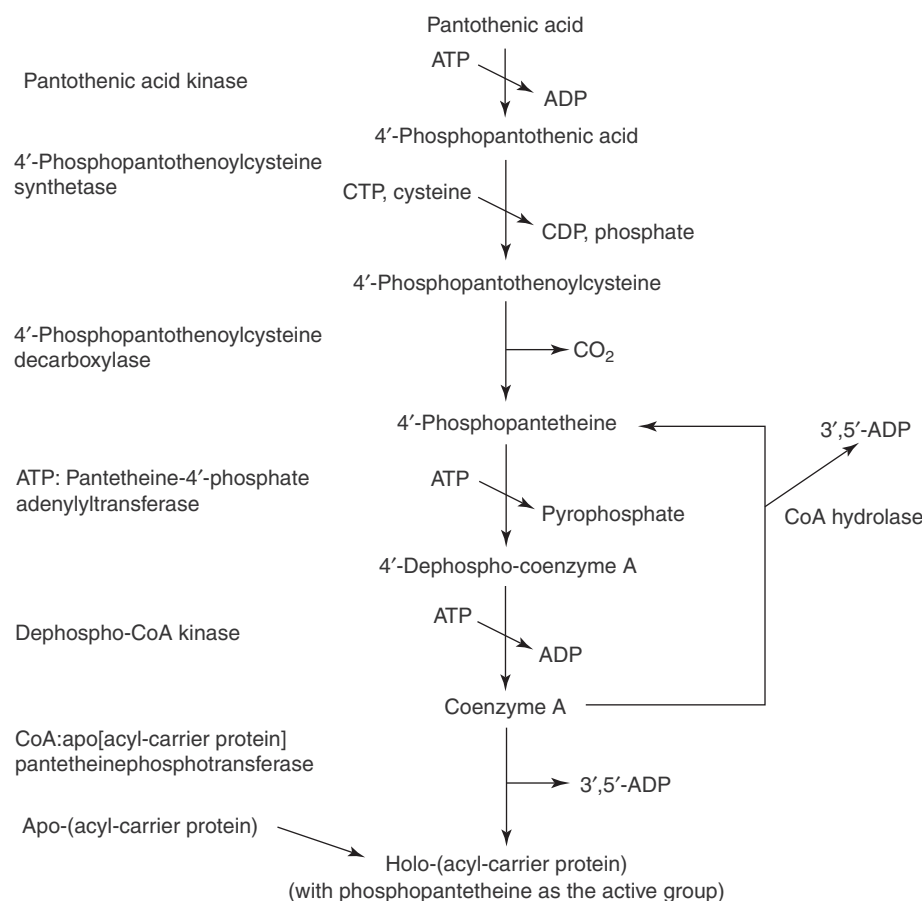 Pantothenic acid
ATP
Pantothenic acid kinase
ADP
4′-Phosphopantothenic acid
4′-Phosphopantothenoylcysteine
synthetase
CTP, cysteine
CDP, phosphate
4′-Phosphopantothenoylcysteine
4′-Phosphopantothenoylcysteine
decarboxylase
CO₂
4′-Phosphopantetheine
3′,5′-ADP
ATP: Pantetheine-4′-phosphate
adenylyltransferase
ATP
Pyrophosphate
CoA hydrolase
4′-Dephospho-coenzyme A
ATP
Dephospho-CoA kinase
ADP
Coenzyme A
CoA:apo[acyl-carrier protein]
pantetheinephosphotransferase
3′,5′-ADP
Apo-(acyl-carrier protein)
Holo-(acyl-carrier protein)
(with phosphopantetheine as the active group)